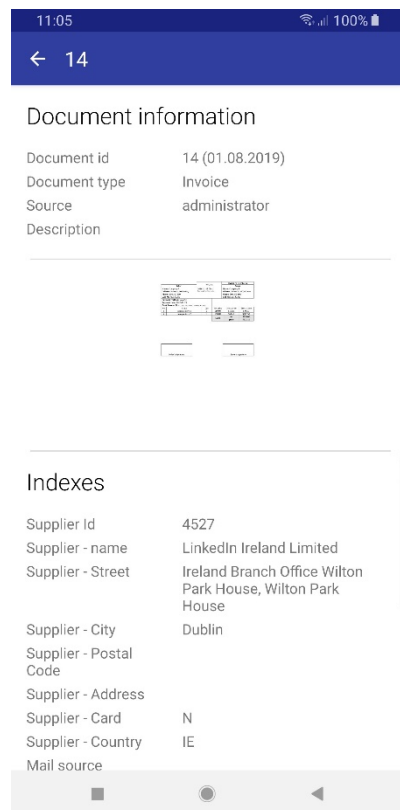 11:05 100%
← 14
Document information
Document id 14 (01.08.2019)
Document type Invoice
Source administrator
Description
Indexes
Supplier Id 4527
Supplier - name LinkedIn Ireland Limited
Supplier - Street Ireland Branch Office Wilton
Park House, Wilton Park
House
Supplier - City Dublin
Supplier - Postal
Code
Supplier - Address
Supplier - Card N
Supplier - Country IE
Mail source